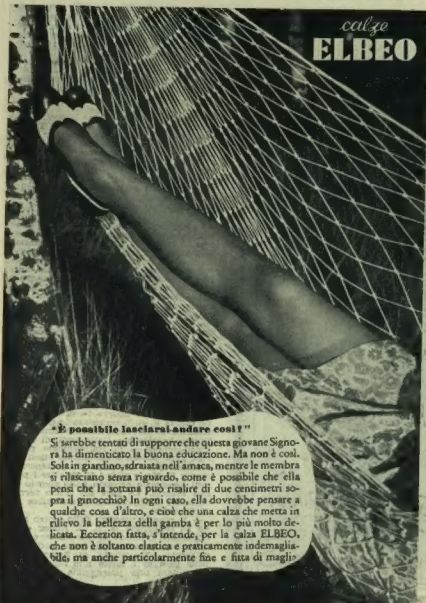 calze
ELBEO
"È possibile lasciarsi andare così?"
Si sarebbe tentati di supporre che questa giovane Signo-
ra ha dimenticato la buona educazione. Ma non è così.
Sola in giardino, sdraiata nell'amaca, mentre le membra
si rilasciano senza riguardo, come è possibile che ella
pensi che la sottana può risalire di due centimetri so-
pra il ginocchio? In ogni caso, ella dovrebbe pensare a
qualche cosa d'altro, e cioè che una calza che metta in
rilievo la bellezza della gamba è per lo più molto de-
licata. Eccezion fatta, s'intende, per la calza ELBEO,
che non è soltanto elastica e praticamente indemaglia-
bile, ma anche particolarmente fine e fitta di maglia